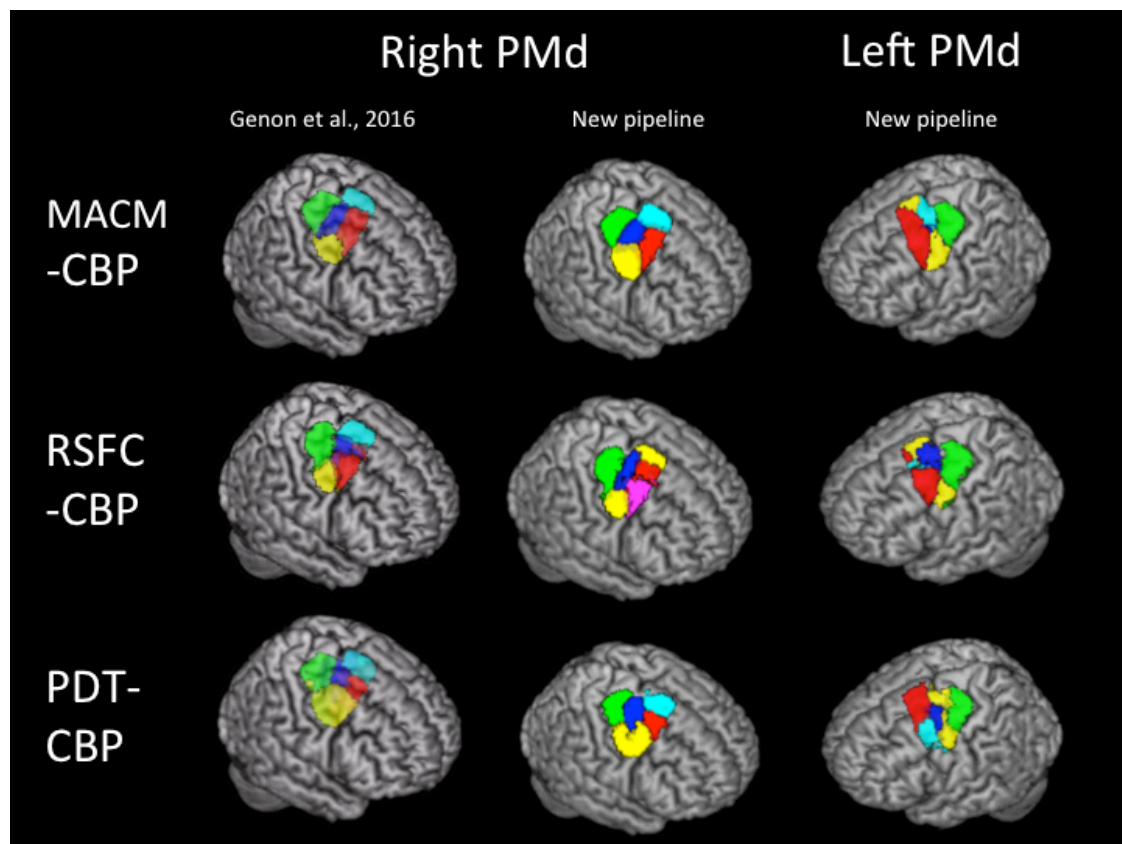 Right PMd
Left PMd
Genon et al., 2016
New pipeline
New pipeline
MACM
-CBP
RSFC
-CBP
PDT-
CBP